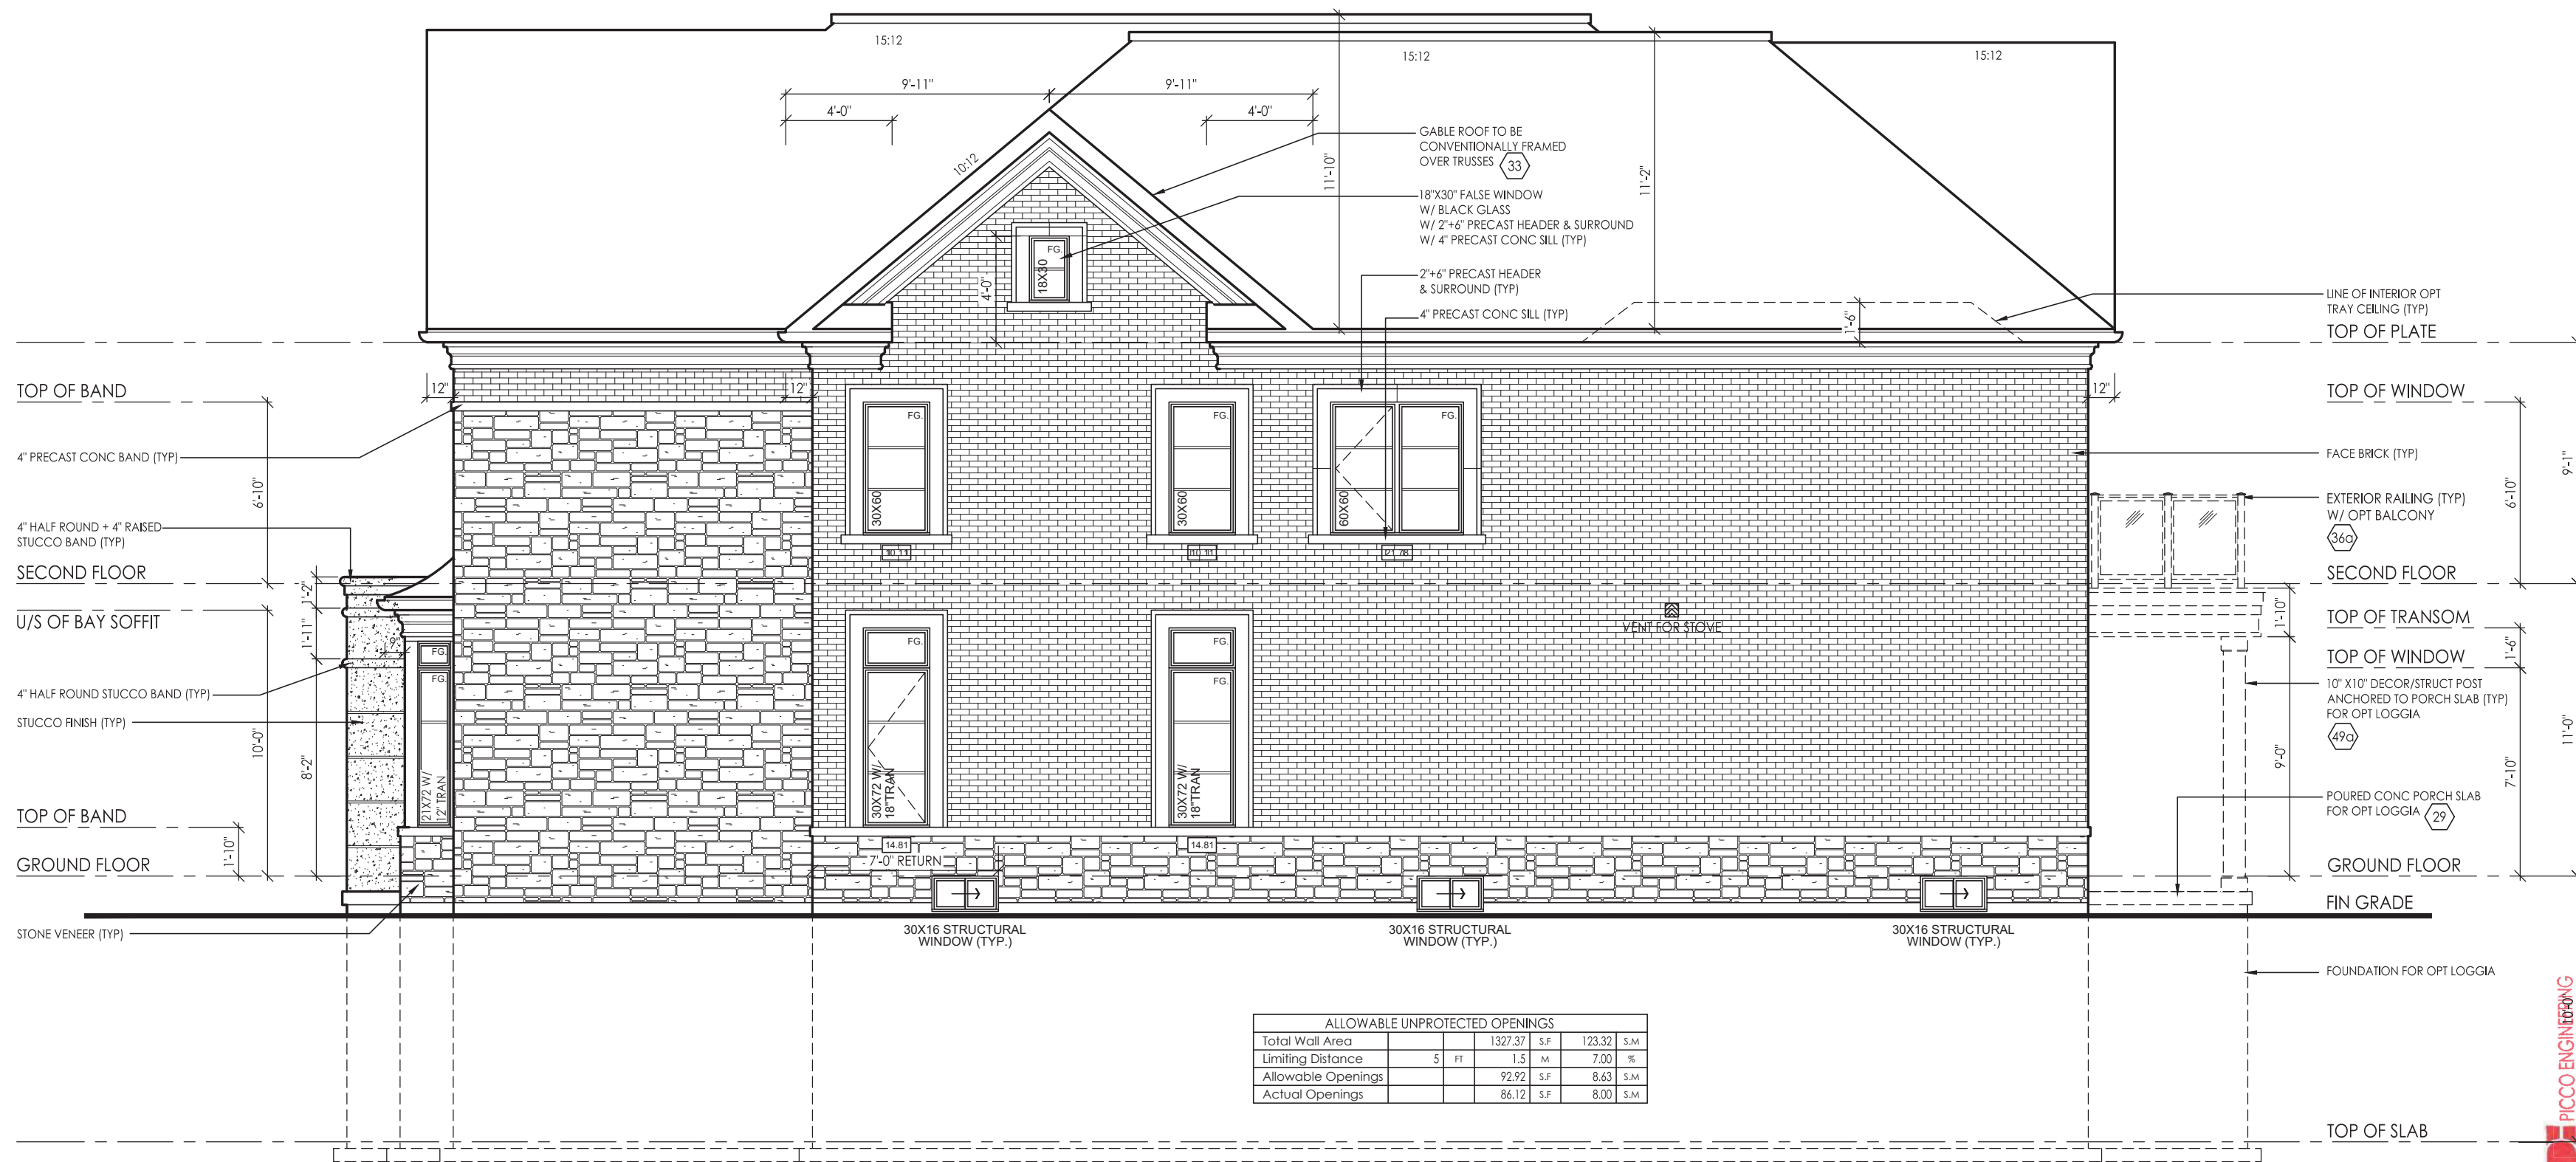 15:12
15:12
15:12
9'-11"
9'-11"
4'-0"
4'-0"
10:12
11'-10"
11'-2"
GABLE ROOF TO BE
CONVENTIONALLY FRAMED
OVER TRUSSES 33
18"X30" FALSE WINDOW
W/ BLACK GLASS
W/ 2"+6" PRECAST HEADER & SURROUND
W/ 4" PRECAST CONC SILL (TYP)
FG.
18X30
4'-0"
2"+6" PRECAST HEADER
& SURROUND (TYP)
4" PRECAST CONC SILL (TYP)
1'-6"
LINE OF INTERIOR OPT
TRAY CEILING (TYP)
TOP OF PLATE
TOP OF BAND
12"
12"
12"
TOP OF WINDOW
FG.
FG.
FG.
4" PRECAST CONC BAND (TYP)
6'-10"
30X60
30X60
60X60
FACE BRICK (TYP)
9'-1"
6'-10"
EXTERIOR RAILING (TYP)
W/ OPT BALCONY
36a
4" HALF ROUND + 4" RAISED
STUCCO BAND (TYP)
10.11
10.11
21.78
SECOND FLOOR
SECOND FLOOR
1'-2"
U/S OF BAY SOFFIT
1'-11"
9"
VENT FOR STOVE
1'-10"
TOP OF TRANSOM
1'-6"
TOP OF WINDOW
FG.
FG.
FG.
FG.
FG.
FG.
4" HALF ROUND STUCCO BAND (TYP)
STUCCO FINISH (TYP)
10'-0"
8'-2"
21X72 W/
12" TRAN
30X72 W/
18"TRAN
30X72 W/
18"TRAN
10" X10" DECOR/STRUCT POST
ANCHORED TO PORCH SLAB (TYP)
FOR OPT LOGGIA
49a
9'-0"
7'-10"
11'-0"
POURED CONC PORCH SLAB
FOR OPT LOGGIA 29
TOP OF BAND
1'-10"
14.81
14.81
7'-0" RETURN
GROUND FLOOR
GROUND FLOOR
FIN GRADE
STONE VENEER (TYP)
30X16 STRUCTURAL
WINDOW (TYP.)
30X16 STRUCTURAL
WINDOW (TYP.)
30X16 STRUCTURAL
WINDOW (TYP.)
FOUNDATION FOR OPT LOGGIA
10'-0"
PICCO ENGINEERING
ALLOWABLE UNPROTECTED OPENINGS
Total Wall Area 1327.37 S.F 123.32 S.M
Limiting Distance 5 FT 1.5 M 7.00 %
Allowable Openings 92.92 S.F 8.63 S.M
Actual Openings 86.12 S.F 8.00 S.M
TOP OF SLAB